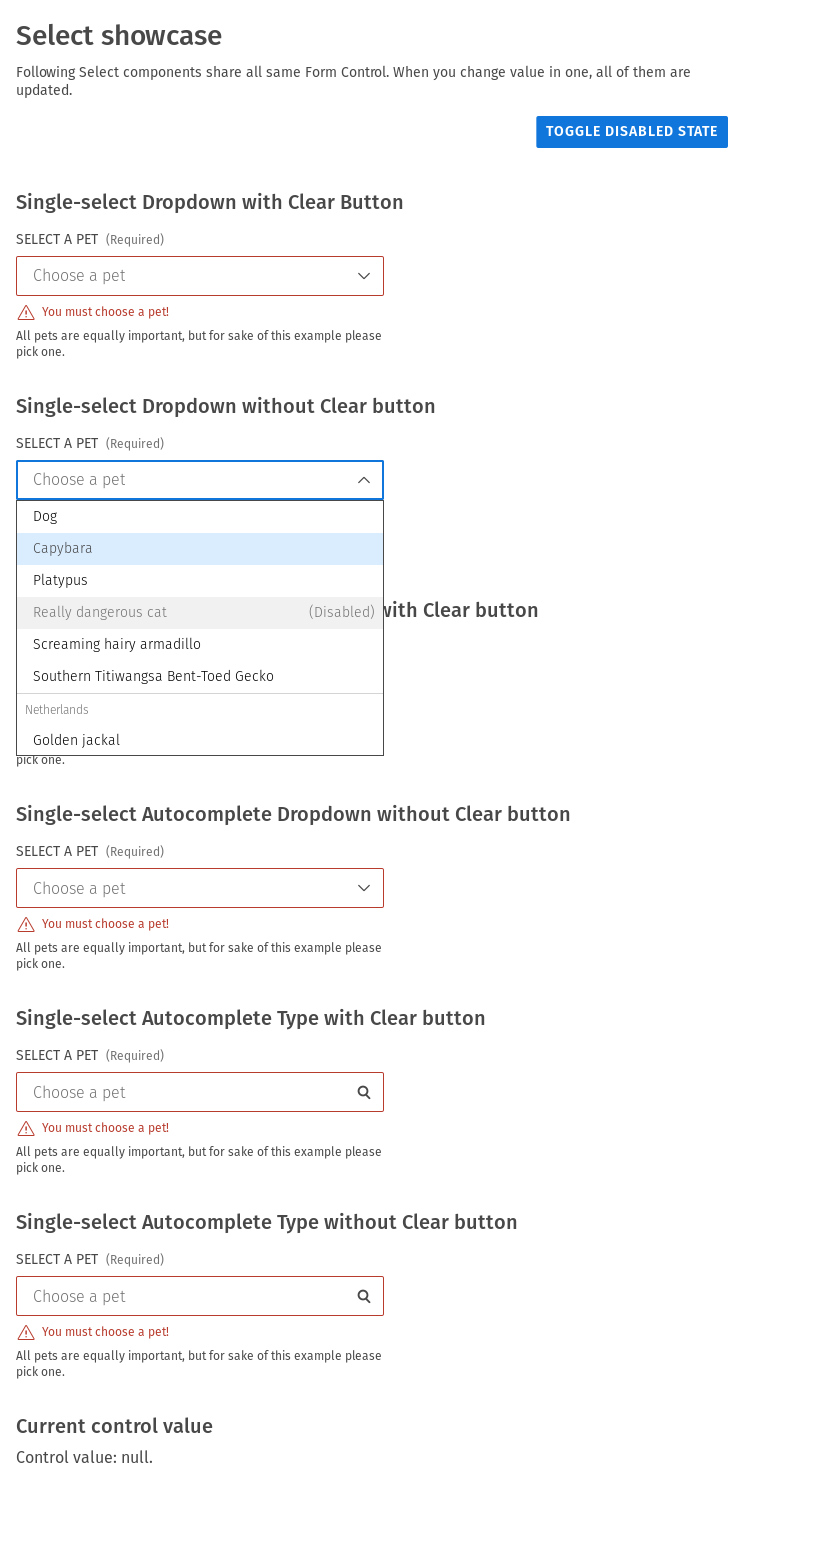 Select showcase
Following Select components share all same Form Control. When you change value in one, all of them are
updated.
TOGGLE DISABLED STATE
Single-select Dropdown with Clear Button
SELECT A PET (Required)
Choose a pet
You must choose a pet!
All pets are equally important, but for sake of this example please
pick one.
Single-select Dropdown without Clear button
SELECT A PET (Required)
Choose a pet
Dog
Capybara
Platypus
Really dangerous cat (Disabled)
with Clear button
Screaming hairy armadillo
Southern Titiwangsa Bent-Toed Gecko
Netherlands
Golden jackal
pick one.
Single-select Autocomplete Dropdown without Clear button
SELECT A PET (Required)
Choose a pet
You must choose a pet!
All pets are equally important, but for sake of this example please
pick one.
Single-select Autocomplete Type with Clear button
SELECT A PET (Required)
Choose a pet
You must choose a pet!
All pets are equally important, but for sake of this example please
pick one.
Single-select Autocomplete Type without Clear button
SELECT A PET (Required)
Choose a pet
You must choose a pet!
All pets are equally important, but for sake of this example please
pick one.
Current control value
Control value: null.